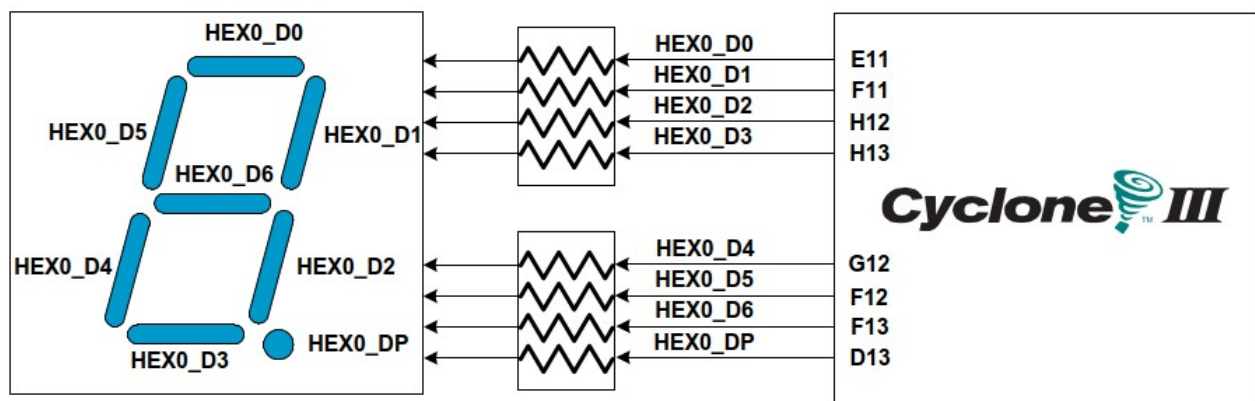 HEX0_D0
HEX0_D5
HEX0_D1
HEX0_D6
HEX0_D4
HEX0_D2
HEX0_D3
HEX0_DP
HEX0_D0
HEX0_D1
HEX0_D2
HEX0_D3
HEX0_D4
HEX0_D5
HEX0_D6
HEX0_DP
E11
F11
H12
H13
Cyclone TM III
G12
F12
F13
D13